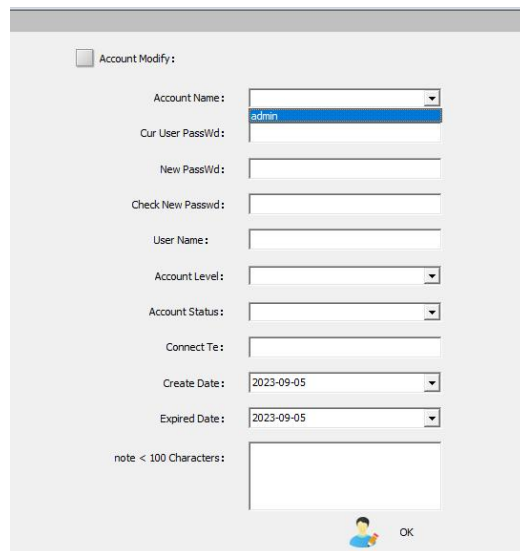 Account Modify:
Account Name:
admin
Cur User PassWd:
New PassWd:
Check New Passwd:
User Name:
Account Level:
Account Status:
Connect Te:
Create Date: 2023-09-05
Expired Date: 2023-09-05
note < 100 Characters:
OK